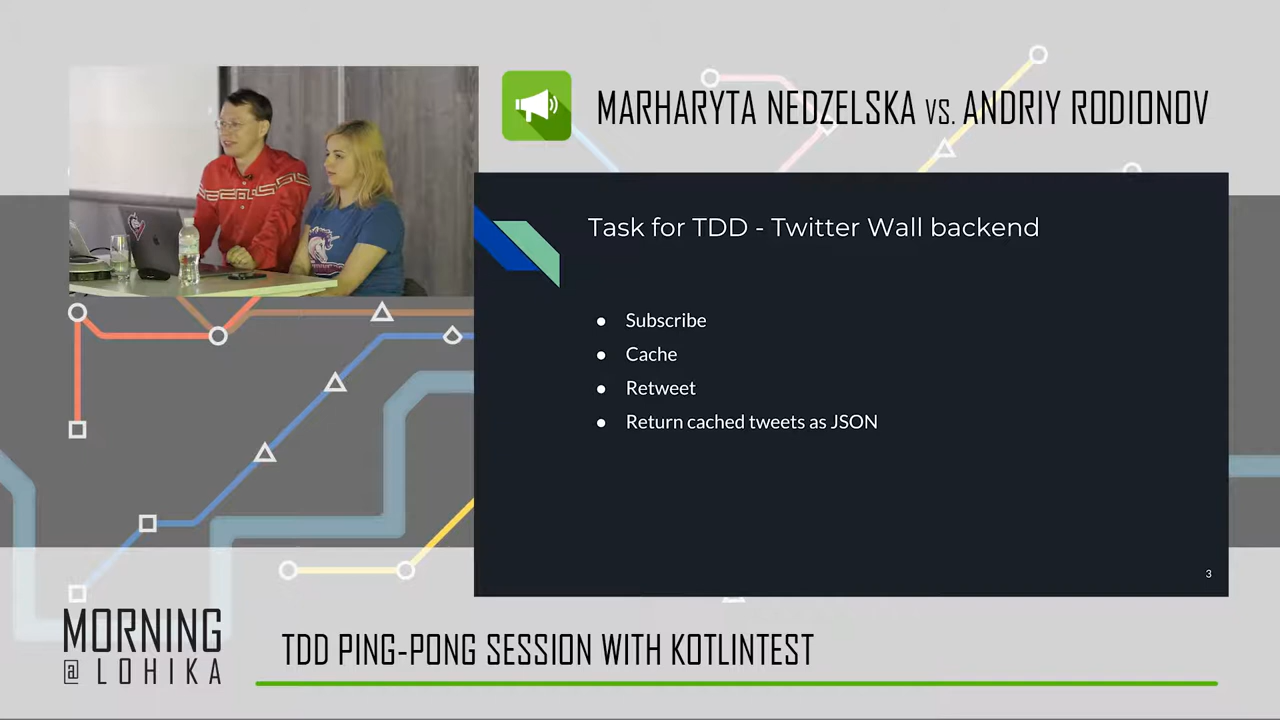 MARHARYTA NEDZELSKA VS. ANDRIY RODIONOV
Task for TDD - Twitter Wall backend
● Subscribe
● Cache
● Retweet
● Return cached tweets as JSON
3
MORNING
@ LOHIKA
TDD PING-PONG SESSION WITH KOTLINTEST